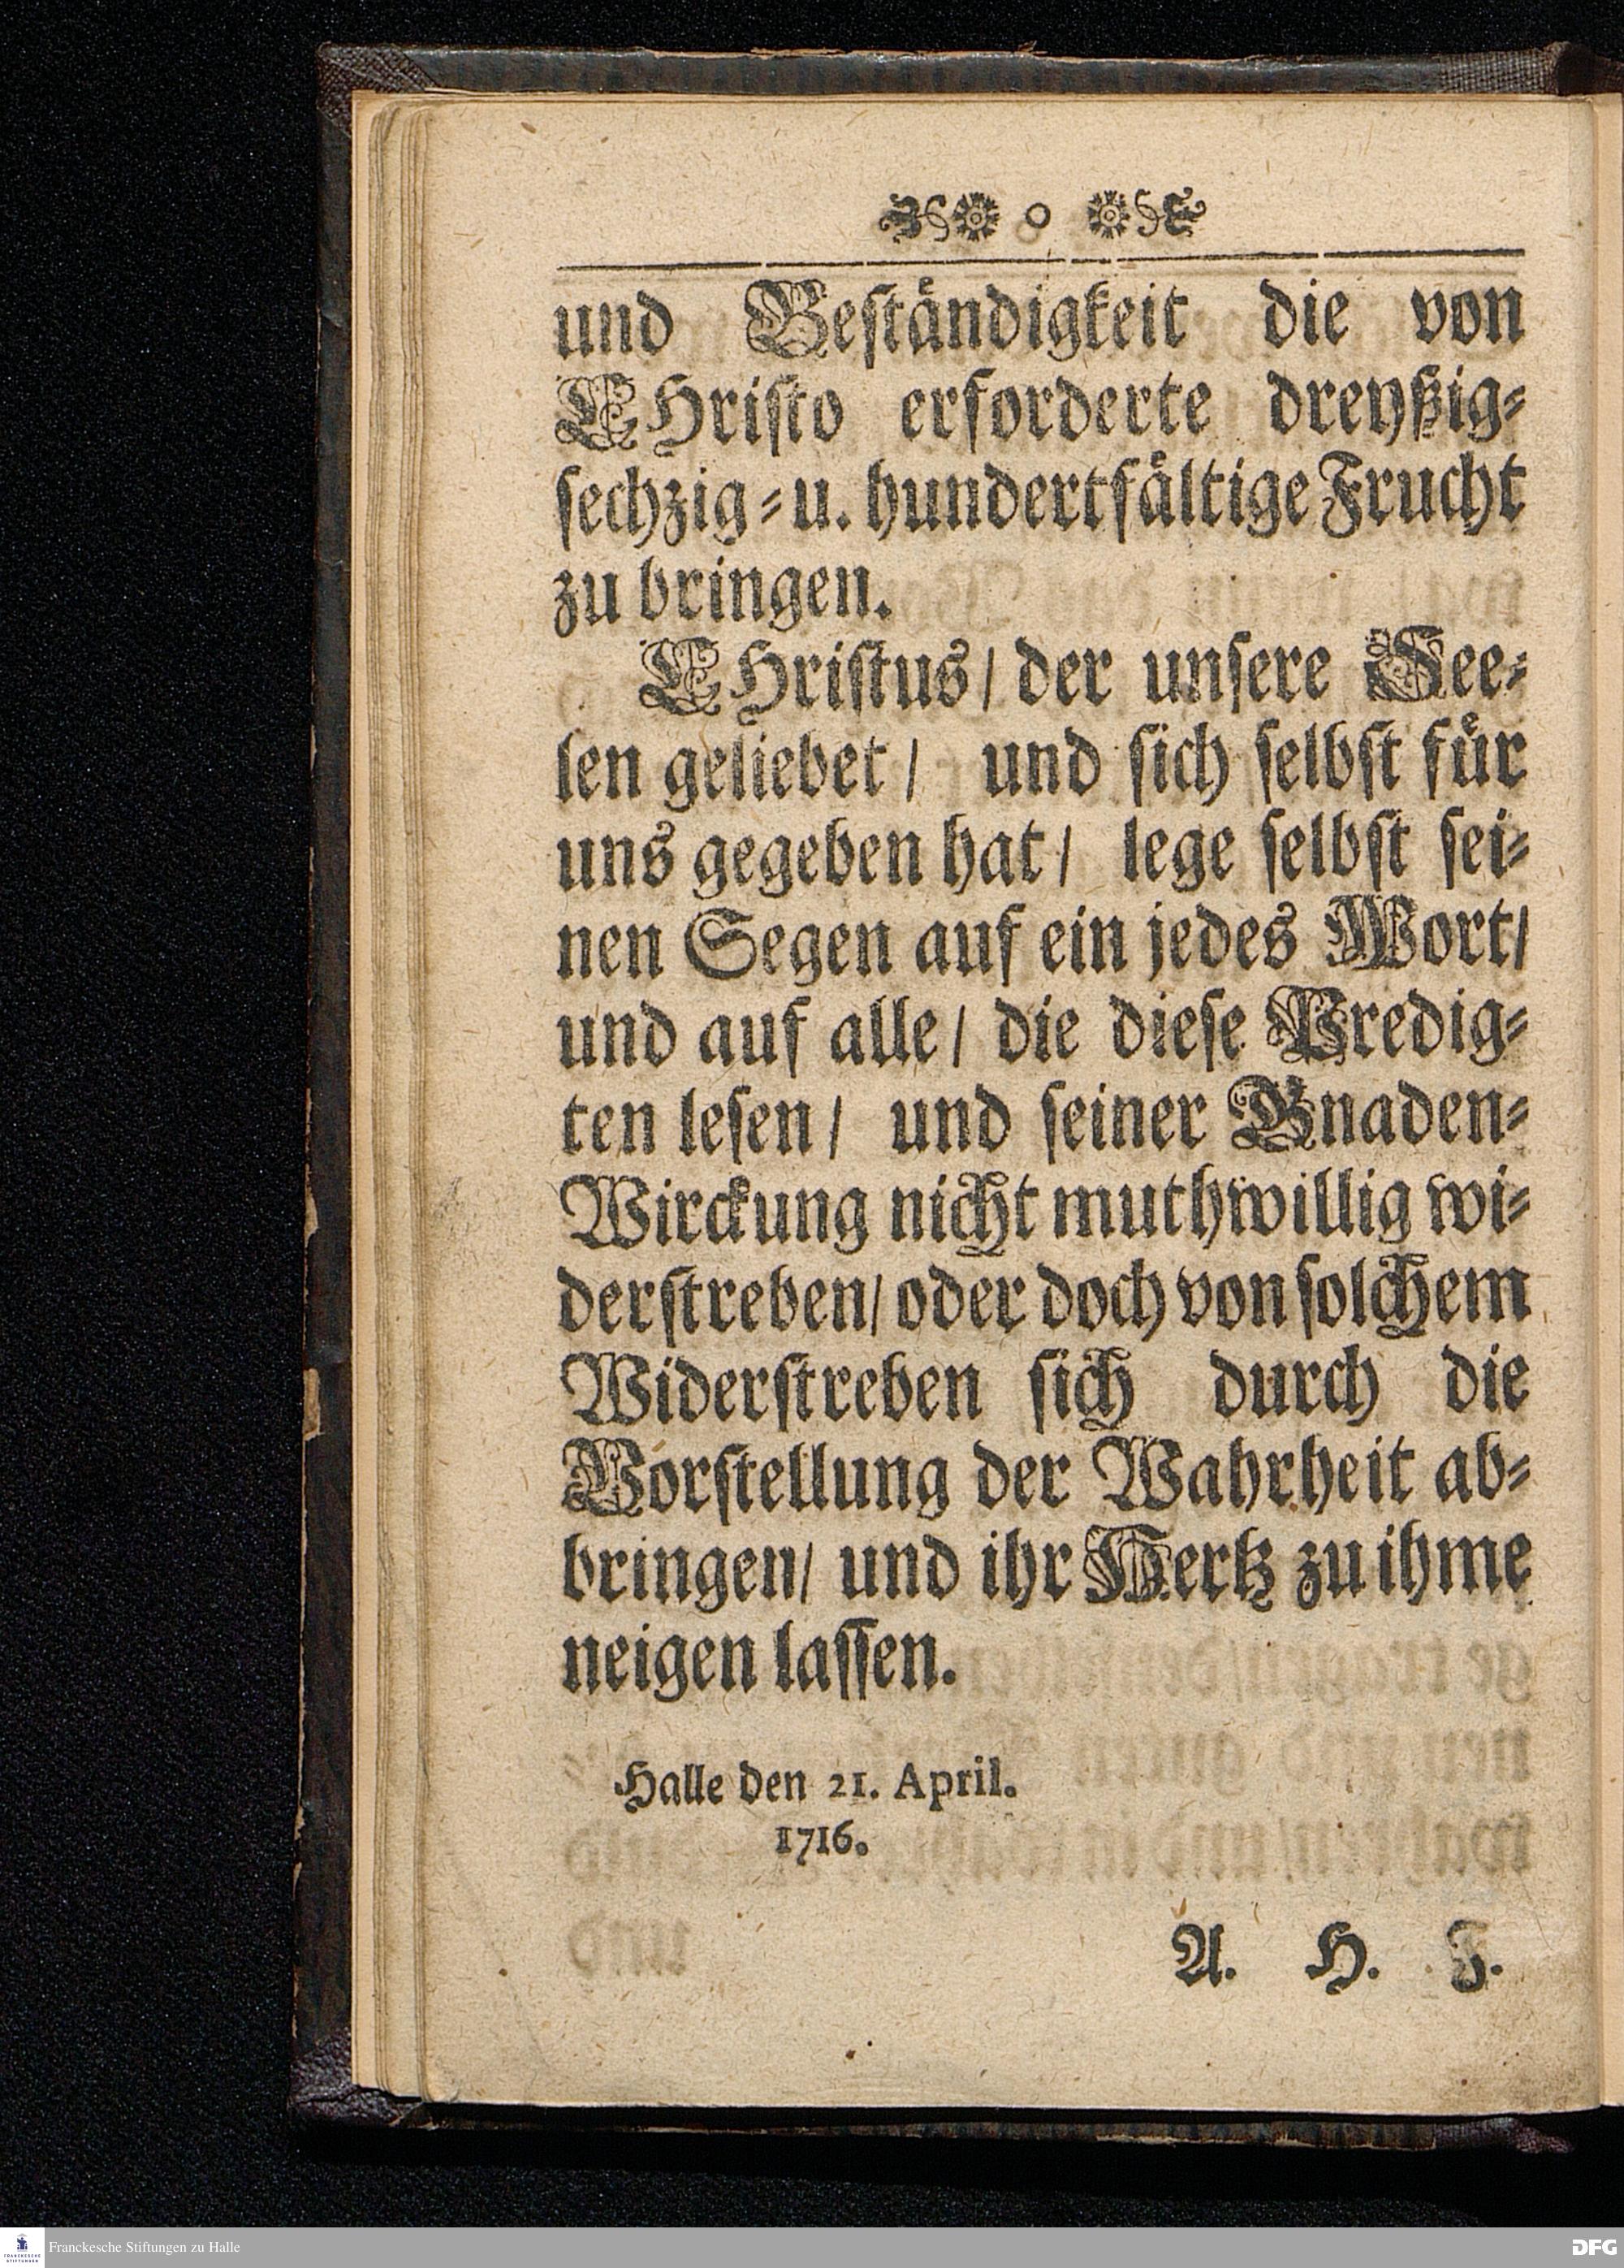 und Beständigkeit die von
CHristo erforderte dreyßig-
sechzig-u. hundertfältige Frucht
zu bringen.
CHristus/ der unsere See-
len geliebet/ und sich selbst für
uns gegeben hat/ lege selbst sei-
nen Segen auf ein jedes Wort/
und auf alle/ die diese Predig-
ten lesen/ und seiner Gnaden-
Wirckung nicht muthwillig wi-
derstreben/ oder doch von solchem
Widerstreben sich durch die
Vorstellung der Wahrheit ab-
bringen/ und ihr Hertz zu ihme
neigen lassen.
Halle den 21. April.
1716.
A. H. F.
Franckesche Stiftungen zu Halle
DFG